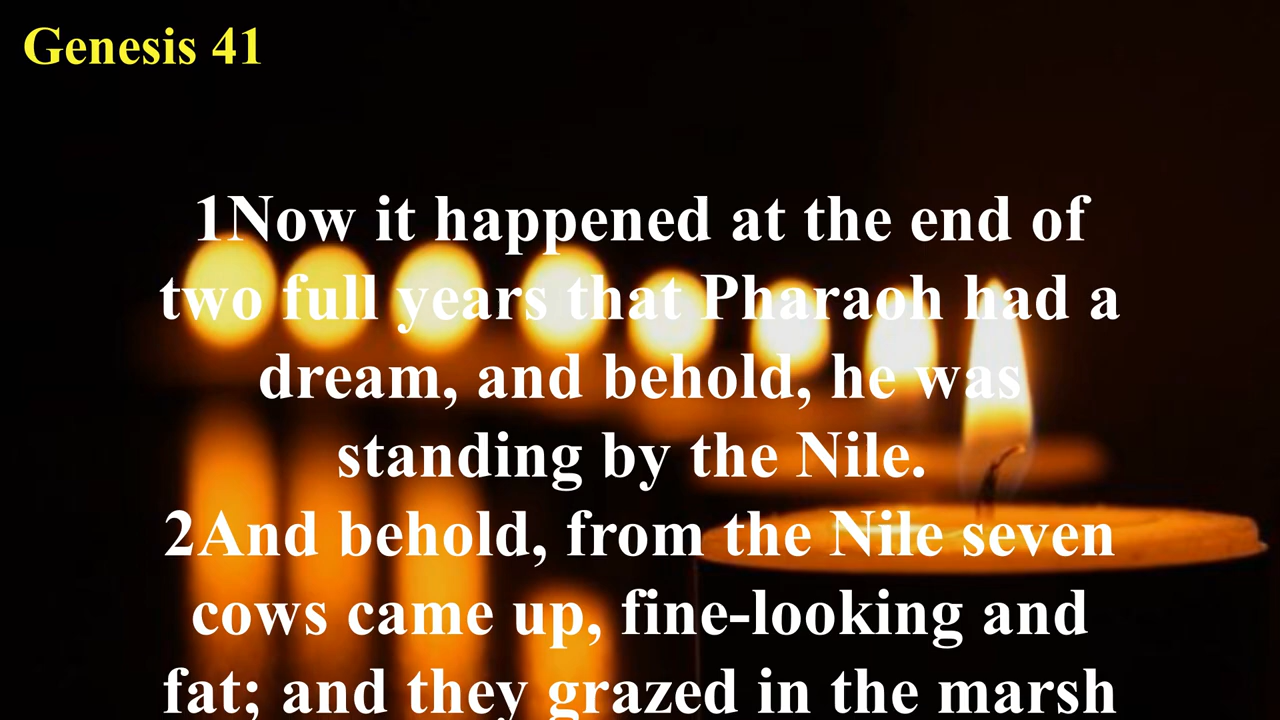 Genesis 41
1Now it happened at the end of
two full years that Pharaoh had a
dream, and behold, he was
standing by the Nile.
2And behold, from the Nile seven
cows came up, fine-looking and
fat; and they grazed in the marsh